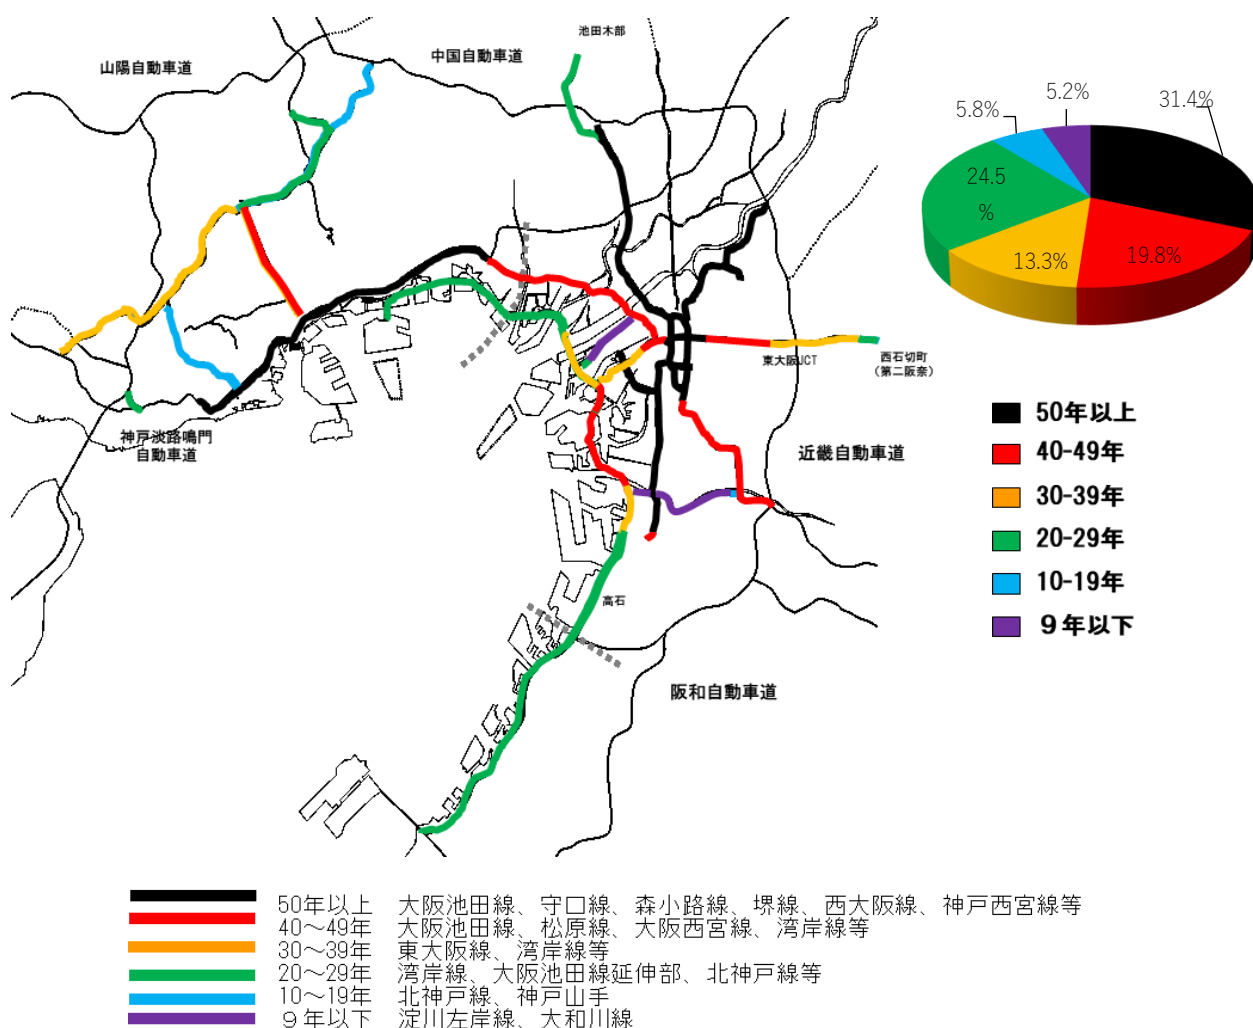 池田木部
中国自動車道
山陽自動車道
5.2%
31.4%
5.8%
24.5
%
13.3%
19.8%
東大阪JCT
西石切町
(第二阪奈)
神戸淡路鳴門
自動車道
近畿自動車道
高石
阪和自動車道
50年以上
40-49年
30-39年
20-29年
10-19年
9年以下
50年以上 大阪池田線、守口線、森小路線、堺線、西大阪線、神戸西宮線等
40～49年 大阪池田線、松原線、大阪西宮線、湾岸線等
30～39年 東大阪線、湾岸線等
20～29年 湾岸線、大阪池田線延伸部、北神戸線等
10～19年 北神戸線、神戸山手
９年以下 淀川左岸線、大和川線